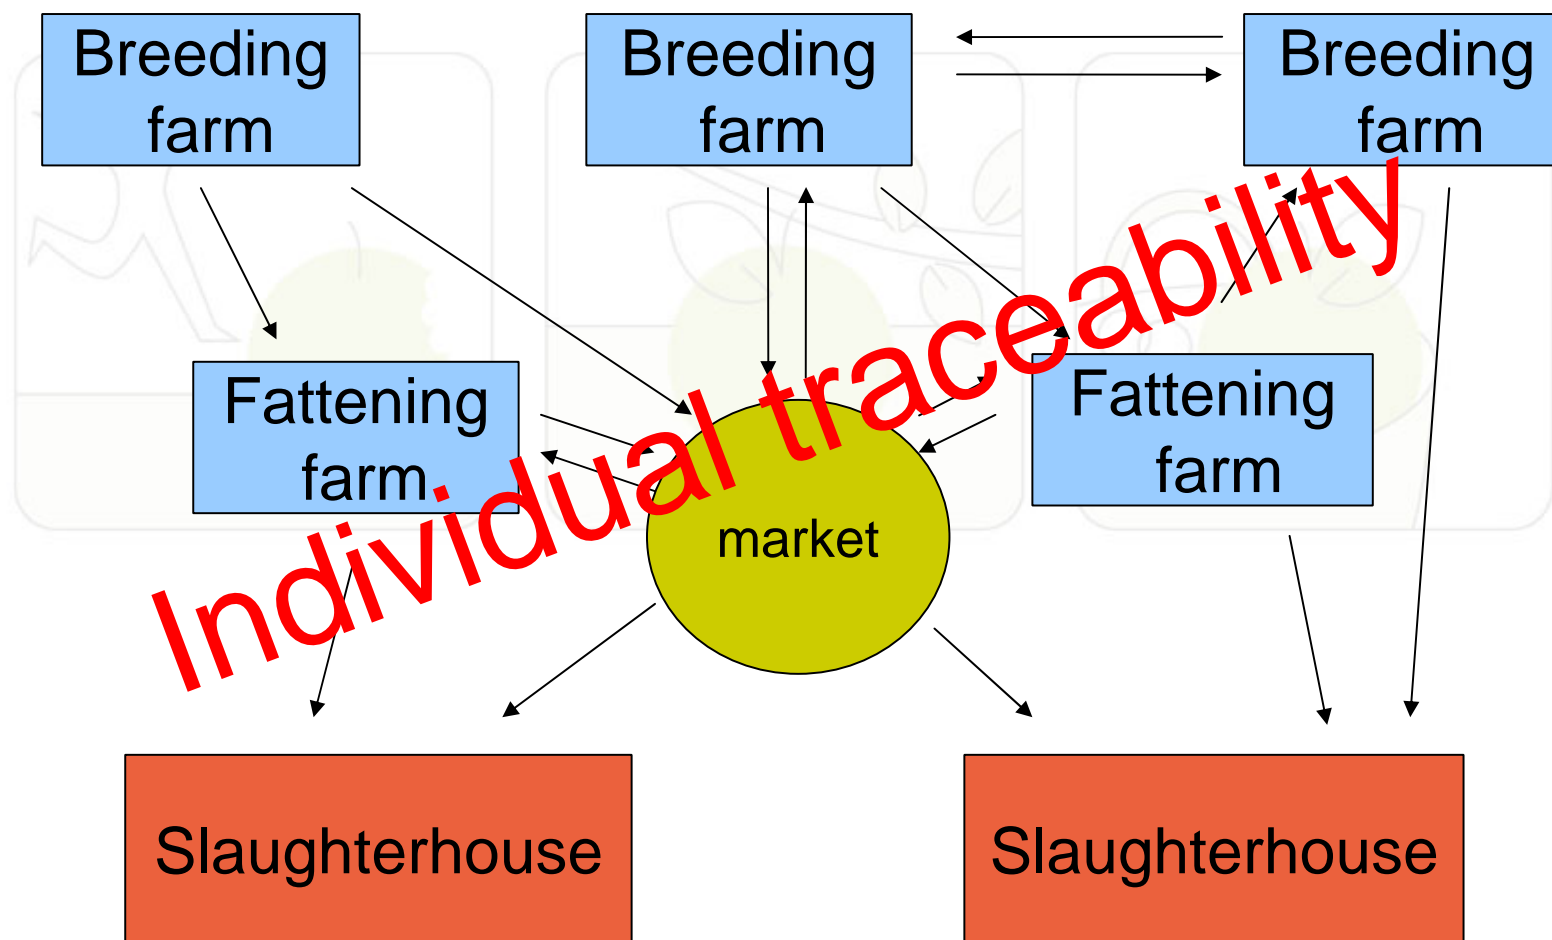 Breeding
farm
Breeding
farm
Breeding
farm
Individual traceability
Fattening
farm
Fattening
farm
market
Slaughterhouse
Slaughterhouse